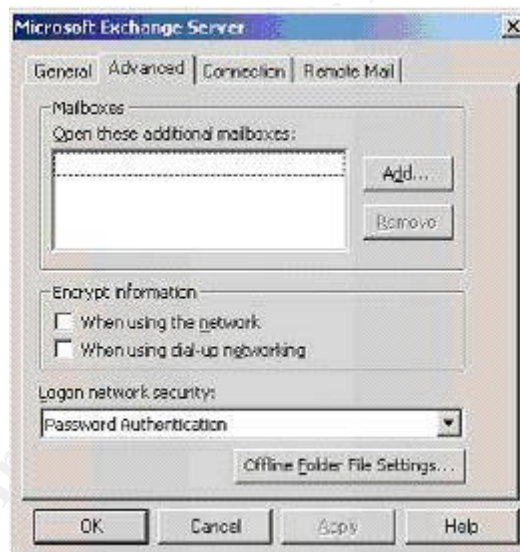 Microsoft Exchange Server
General Advanced Connection Remote Mail
Mailboxes
Open these additional mailboxes:
Add...
Remove
Encrypt information
When using the network
When using dial-up networking
Logon network security:
Password Authentication
Offline Folder File Settings...
OK Cancel Apply Help